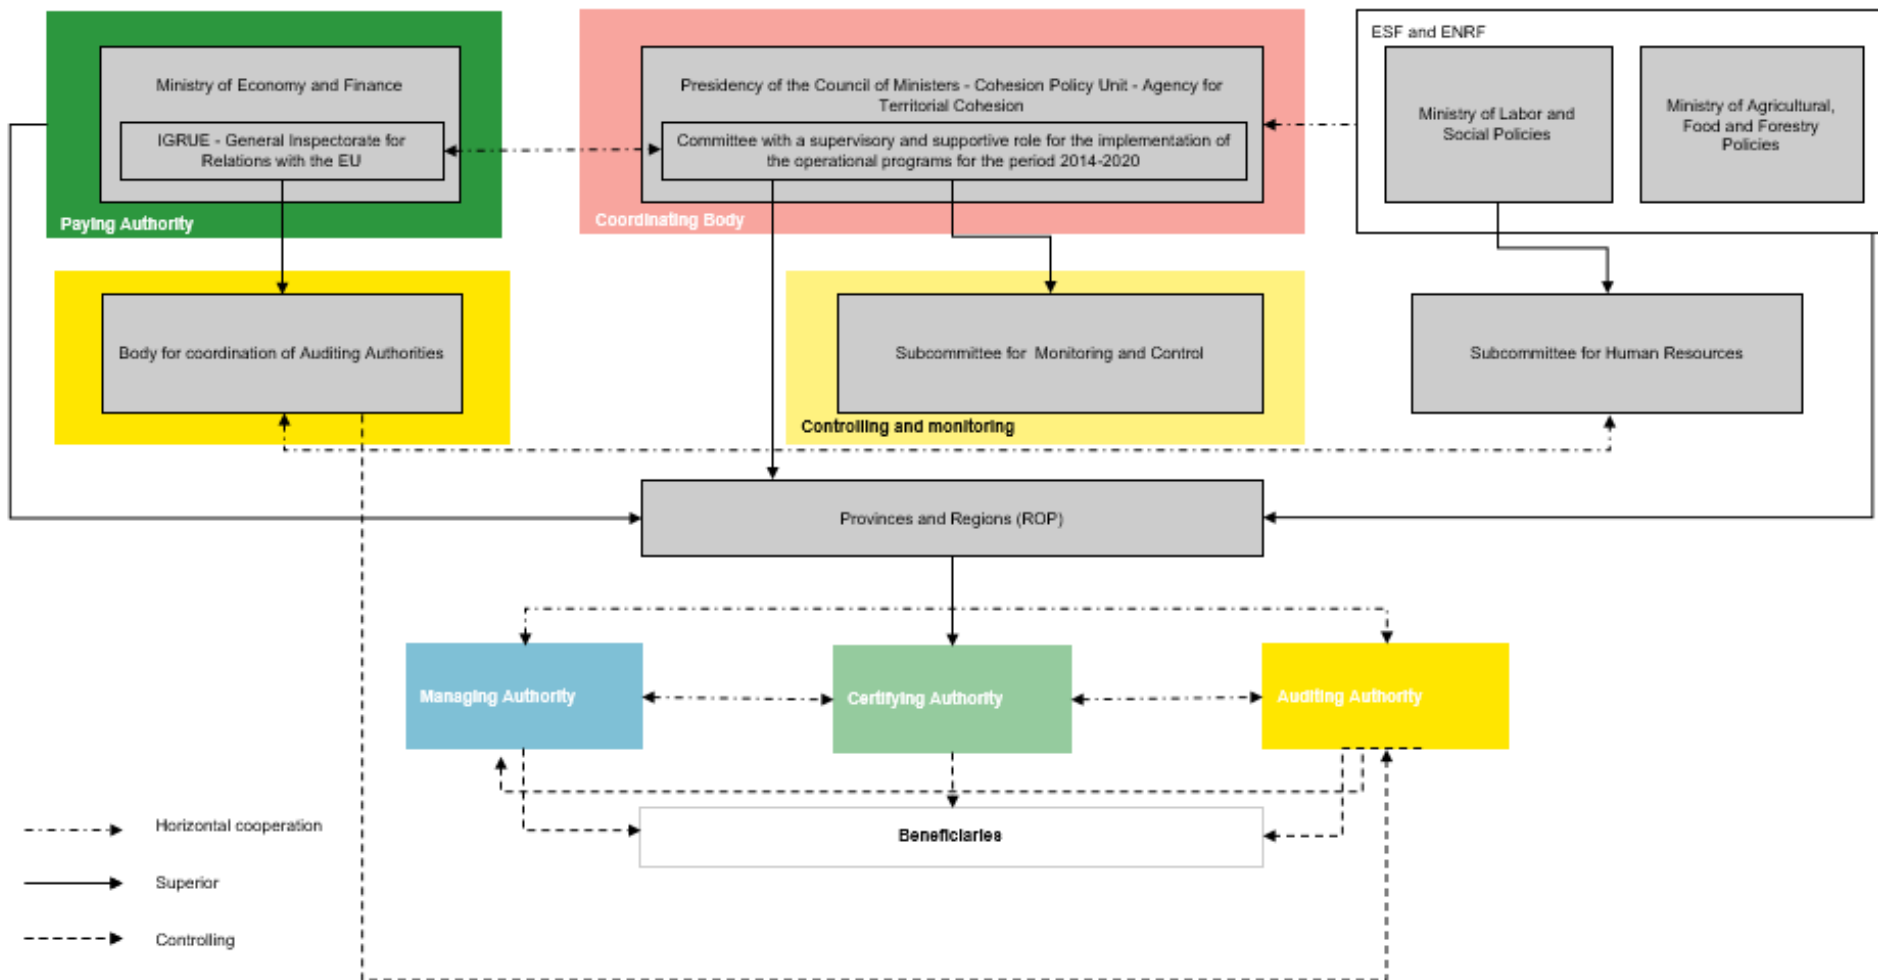 ESF and ENRF
Ministry of Economy and Finance
IGRUE - General Inspectorate for
Relations with the EU
Paying Authority
Presidency of the Council of Ministers - Cohesion Policy Unit - Agency for
Territorial Cohesion
Committee with a supervisory and supportive role for the implementation of
the operational programs for the period 2014-2020
Coordinating Body
Ministry of Labor and
Social Policies
Ministry of Agricultural,
Food and Forestry
Policies
Body for coordination of Auditing Authorities
Subcommittee for Monitoring and Control
Controlling and monitoring
Subcommittee for Human Resources
Provinces and Regions (ROP)
Managing Authority
Certifying Authority
Auditing Authority
Beneficiaries
Horizontal cooperation
Superior
Controlling